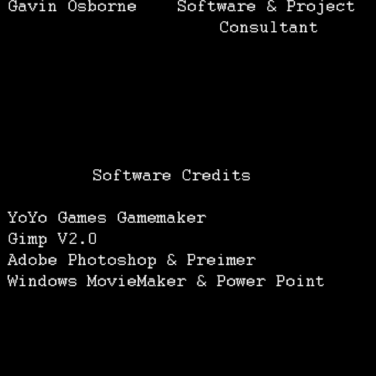 Gavin Osborne Software & Project
Consultant
Software Credits
YoYo Games Gamemaker
Gimp V2.0
Adobe Photoshop & Preimer
Windows MovieMaker & Power Point